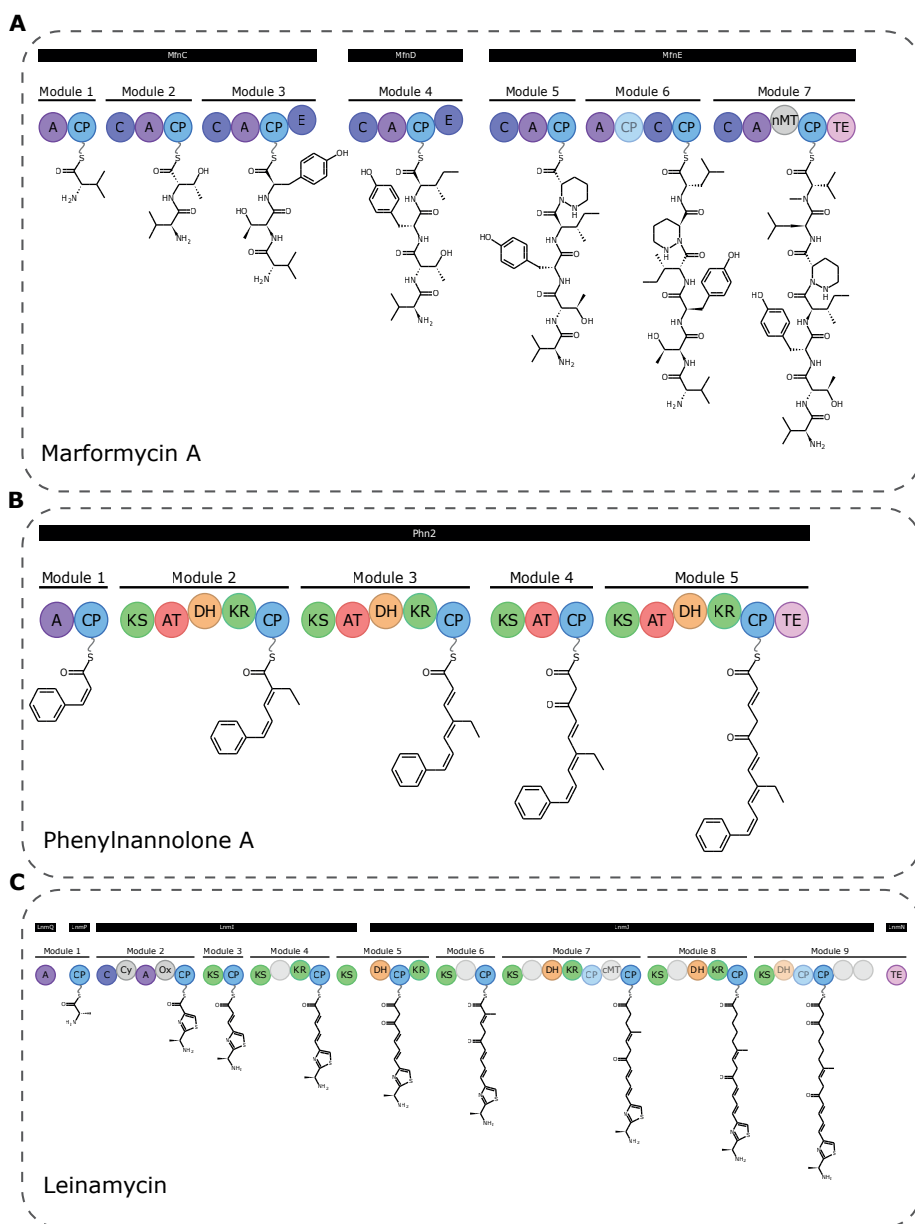 A
MfnC MfnD MfnE
Module 1 Module 2 Module 3 Module 4 Module 5 Module 6 Module 7
A CP C A CP C A CP E C A CP E C A CP A CP C CP C A nMT CP TE
Marformycin A
B
Phn2
Module 1 Module 2 Module 3 Module 4 Module 5
A CP KS AT DH KR CP KS AT DH KR CP KS AT CP KS AT DH KR CP TE
Phenylnannolone A
C
LnmQ LnmP LnmI LnmJ LnmN
Module 1 Module 2 Module 3 Module 4 Module 5 Module 6 Module 7 Module 8 Module 9
A CP C Cy A Ox CP KS CP KS KR CP KS DH CP KR KS CP KS DH KR CP cMT CP KS DH KR CP KS DH CP CP TE
Leinamycin